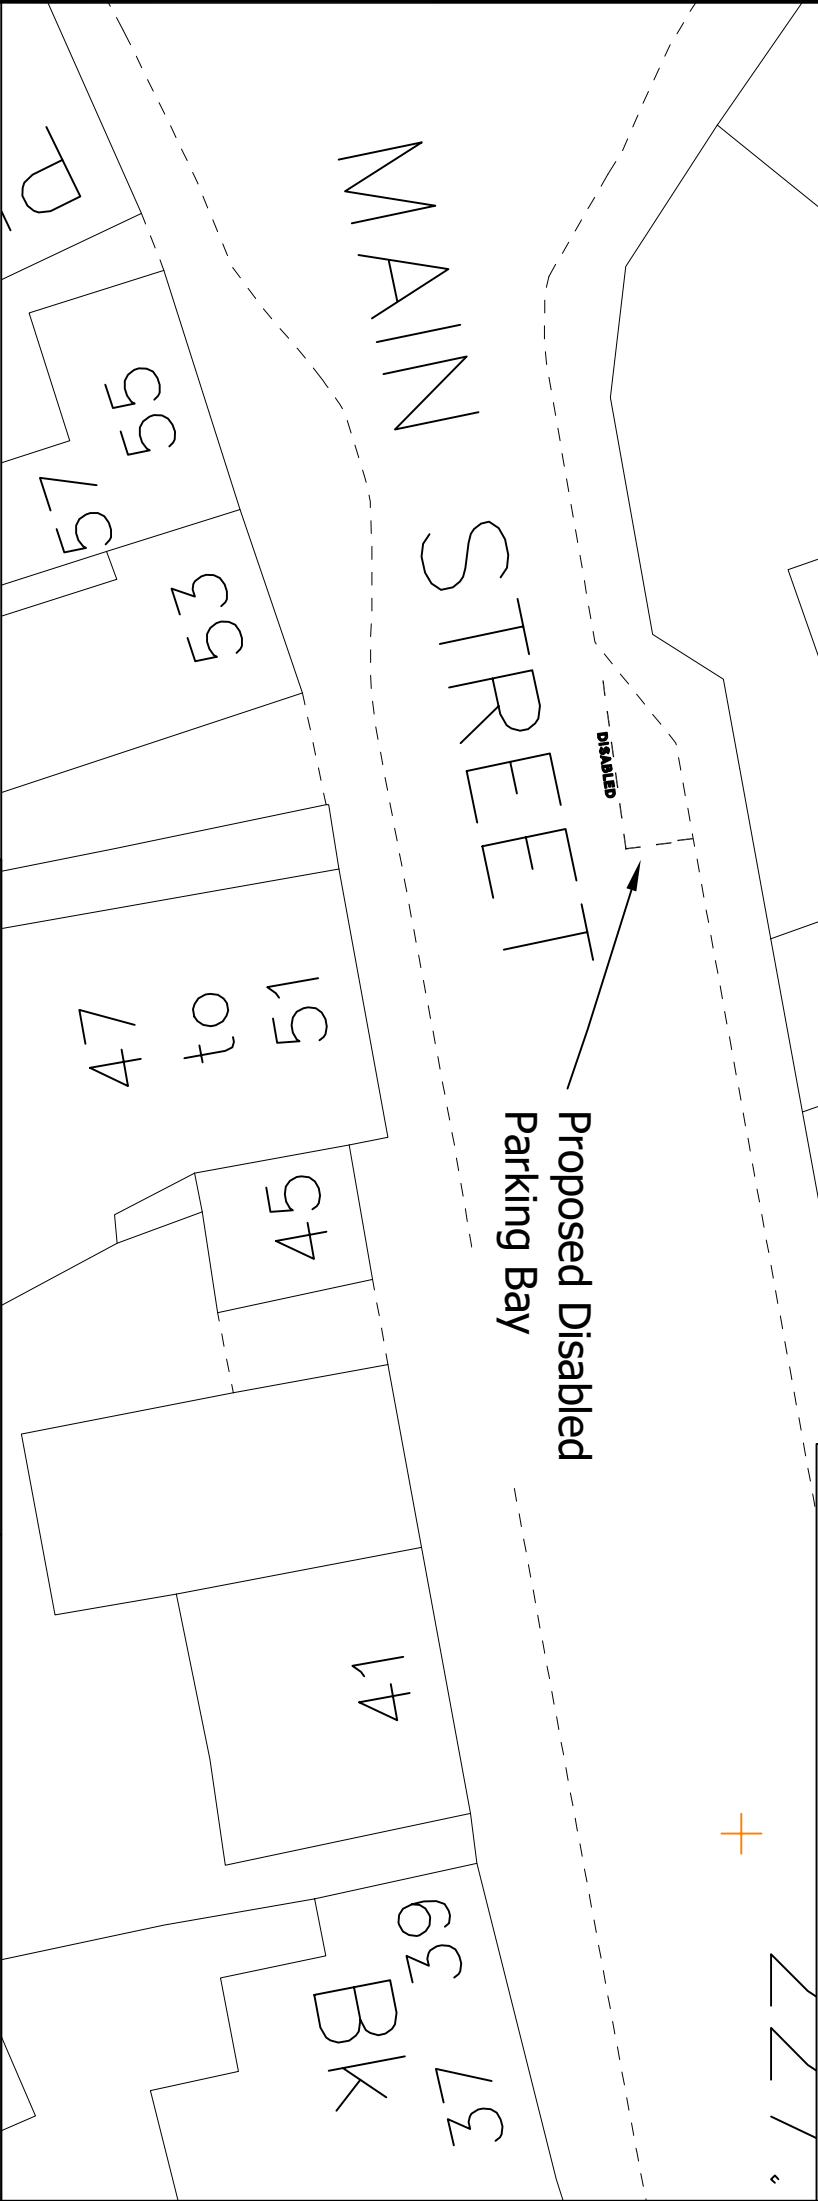 MAIN STREET
DISABLED
Proposed Disabled
Parking Bay
55
57
53
47
to
51
45
41
39
BK
37